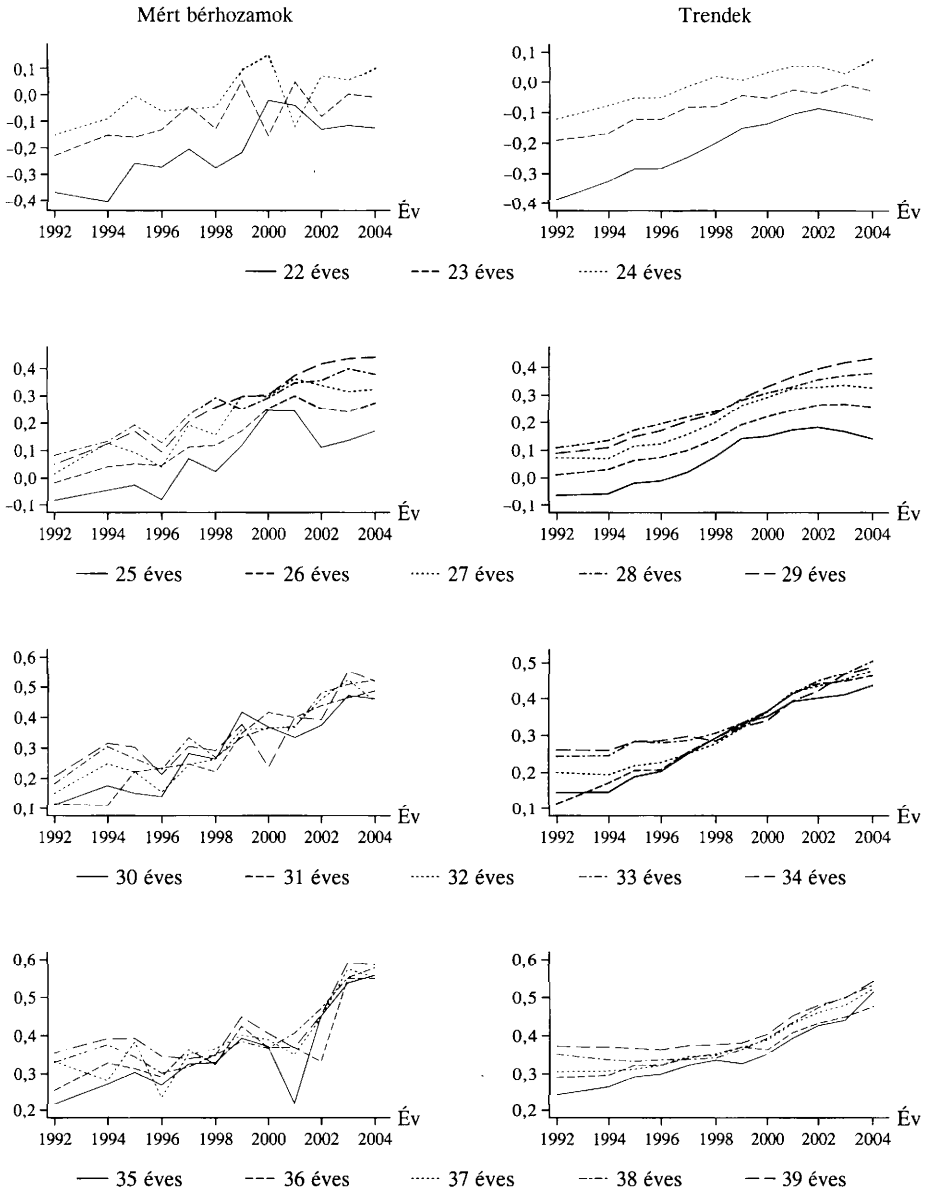 Mért bérhozamok
Trendek
0,1
0,0
–0,1
–0,2
–0,3
–0,4
1992 1994 1996 1998 2000 2002 2004
Év
0,1
0,0
–0,1
–0,2
–0,3
–0,4
1992 1994 1996 1998 2000 2002 2004
Év
22 éves 23 éves 24 éves
0,4
0,3
0,2
0,1
0,0
–0,1
1992 1994 1996 1998 2000 2002 2004
Év
0,4
0,3
0,2
0,1
0,0
–0,1
1992 1994 1996 1998 2000 2002 2004
Év
25 éves 26 éves 27 éves 28 éves 29 éves
0,6
0,5
0,4
0,3
0,2
0,1
1992 1994 1996 1998 2000 2002 2004
Év
0,5
0,4
0,3
0,2
0,1
1992 1994 1996 1998 2000 2002 2004
Év
30 éves 31 éves 32 éves 33 éves 34 éves
0,6
0,5
0,4
0,3
0,2
1992 1994 1996 1998 2000 2002 2004
Év
0,6
0,5
0,4
0,3
0,2
1992 1994 1996 1998 2000 2002 2004
Év
35 éves 36 éves 37 éves 38 éves 39 éves